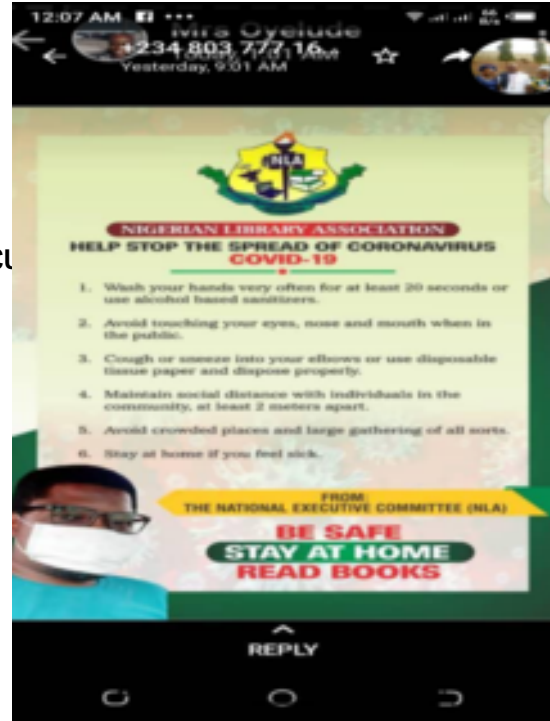 12:07 AM
Mrs Oyelude
+234 803 777 16..
Yesterday, 9:01 AM
NLA
NIGERIAN LIBRARY ASSOCIATION
HELP STOP THE SPREAD OF CORONAVIRUS
COVID-19
1. Wash your hands very often for at least 20 seconds or
use alcohol based sanitizers.
2. Avoid touching your eyes, nose and mouth when in
the public.
3. Cough or sneeze into your elbows or use disposable
tissue paper and dispose properly.
4. Maintain social distance with individuals in the
community, at least 2 meters apart.
5. Avoid crowded places and large gathering of all sorts.
6. Stay at home if you feel sick.
FROM:
THE NATIONAL EXECUTIVE COMMITTEE (NLA)
BE SAFE
STAY AT HOME
READ BOOKS
REPLY